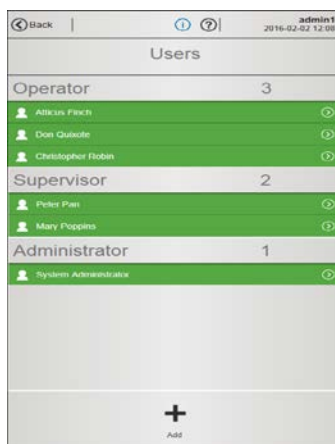 Back | ? | admin1
2016-02-02 12:08
Users
Operator 3
Atticus Finch
Don Quixote
Christopher Robin
Supervisor 2
Peter Pan
Mary Poppins
Administrator 1
System Administrator
Add